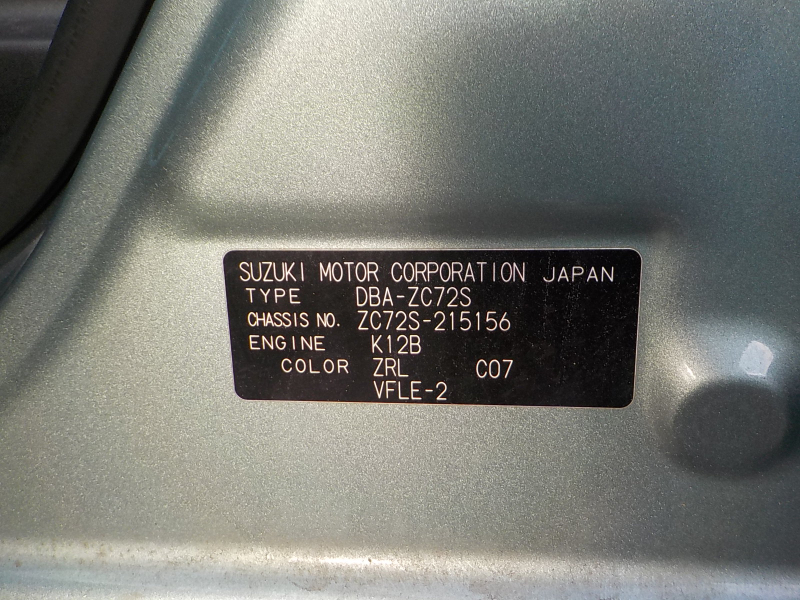 SUZUKI MOTOR CORPORATION JAPAN
TYPE DBA-ZC72S
CHASSIS NO. ZC72S-215156
ENGINE K12B
COLOR ZRL C07
VFLE-2